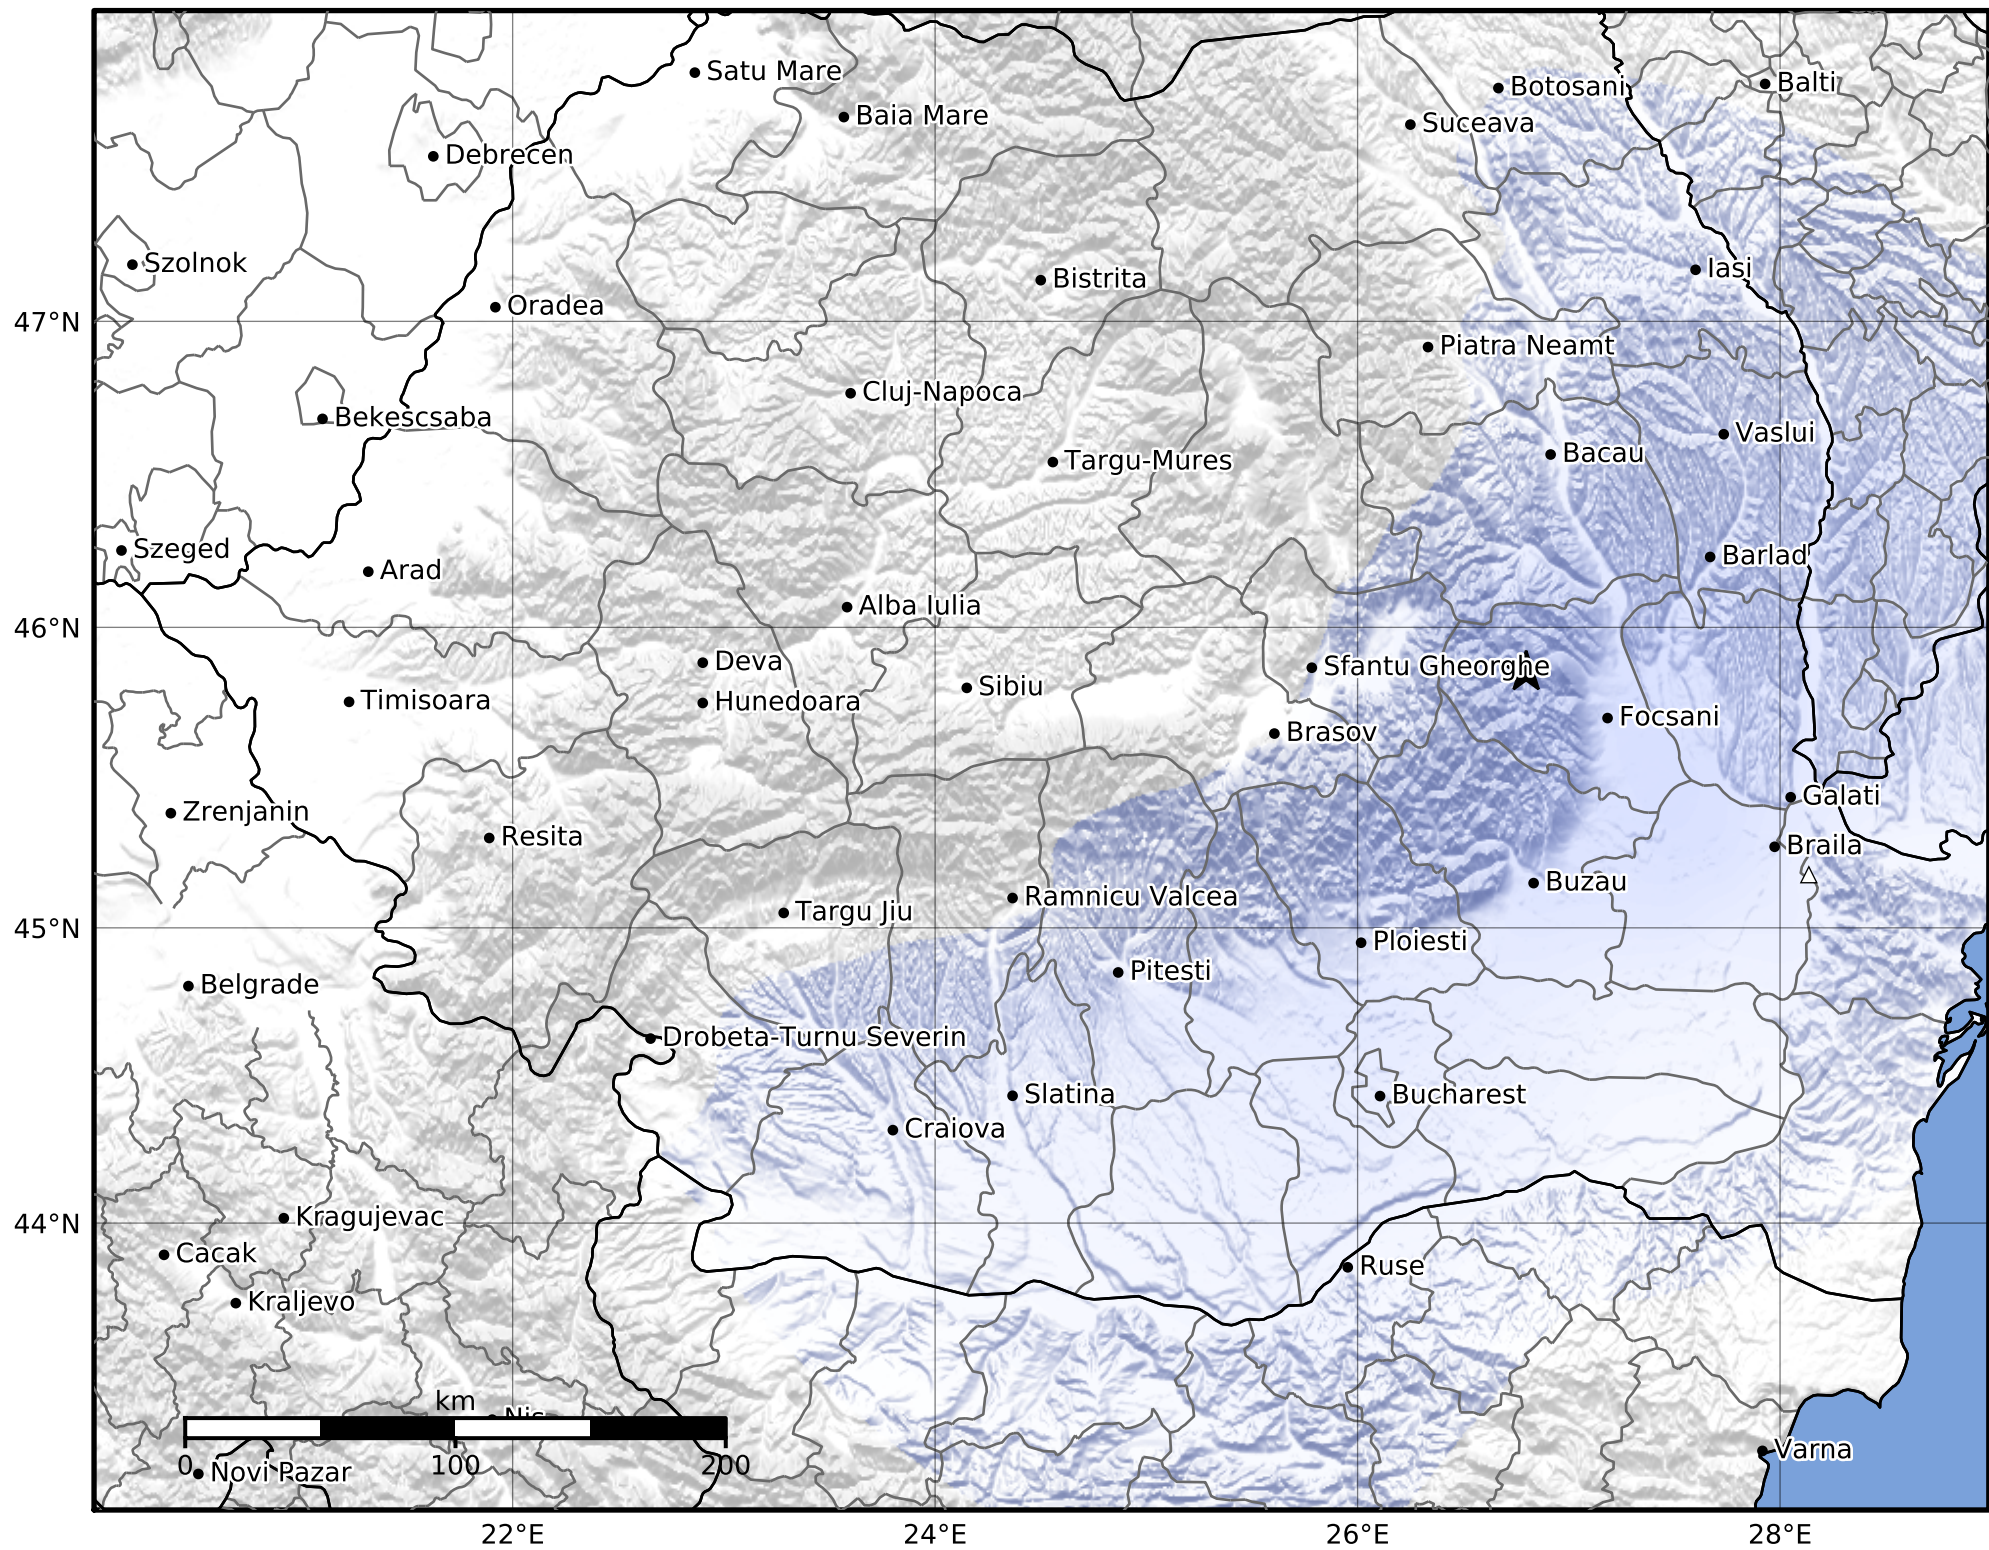 Satu Mare
Botosani
Balti
Baia Mare
Suceava
Debrecen
Szolnok
Iasi
Bistrita
Oradea
47°N
Piatra Neamt
Cluj-Napoca
Bekescsaba
Vaslui
Bacau
Targu-Mures
Szeged
Barlad
Arad
Alba Iulia
46°N
Deva
Sfantu Gheorghe
Sibiu
Timisoara
Hunedoara
Focsani
Brasov
Galati
Zrenjanin
Resita
Braila
Buzau
Ramnicu Valcea
Targu Jiu
45°N
Ploiesti
Pitesti
Belgrade
Drobeta-Turnu Severin
Slatina
Bucharest
Craiova
Kragujevac
44°N
Cacak
Ruse
Kraljevo
km
Nis
Varna
0 100 200
Novi Pazar
22°E 24°E 26°E 28°E